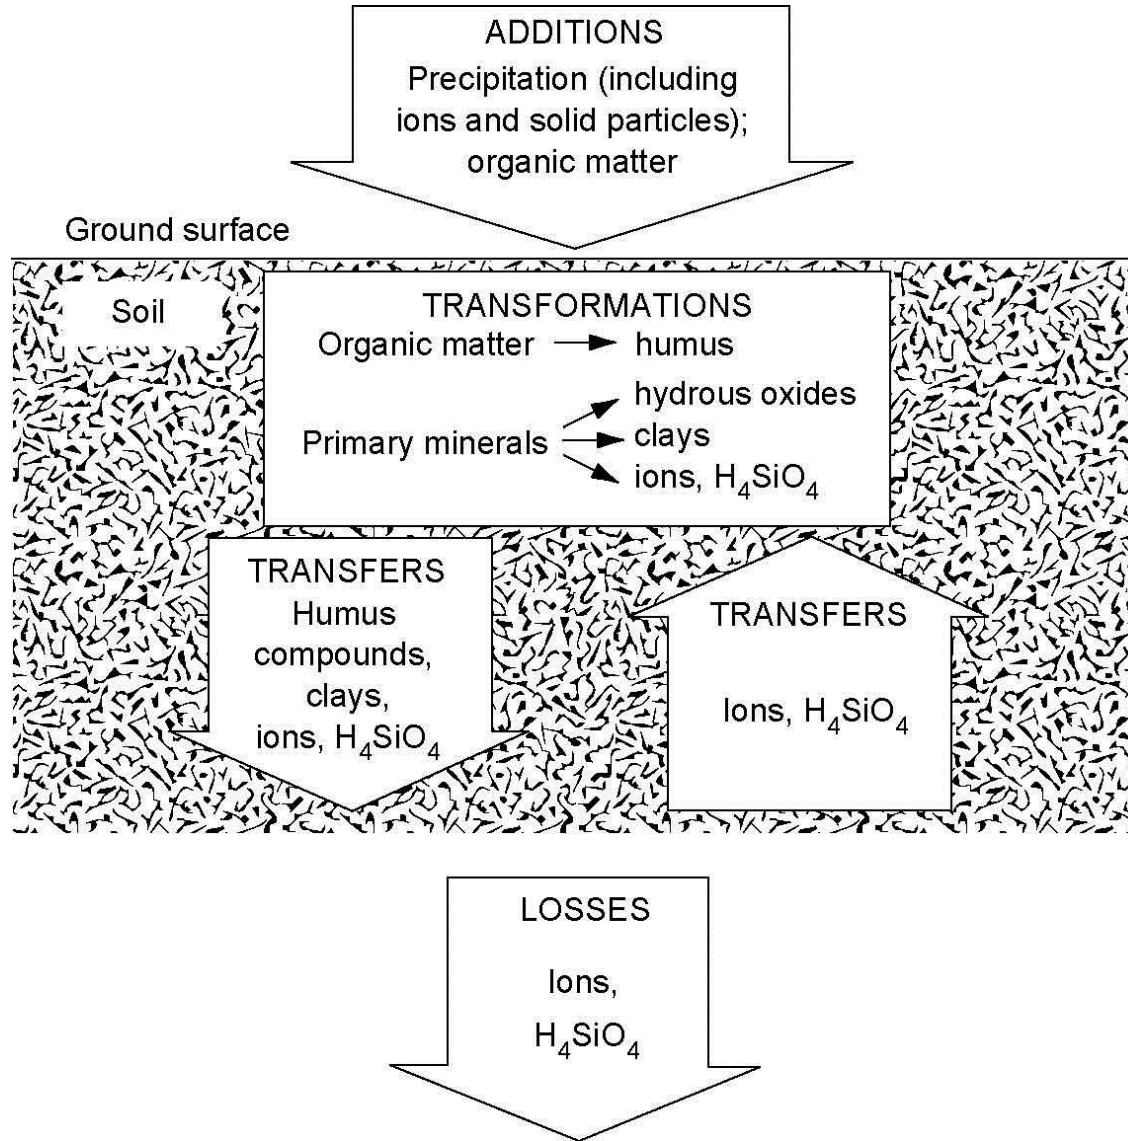 ADDITIONS
Precipitation (including
ions and solid particles);
organic matter
Ground surface
Soil
TRANSFORMATIONS
Organic matter → humus
hydrous oxides
Primary minerals → clays
ions, H₄SiO₄
TRANSFERS
Humus
compounds,
clays,
ions, H₄SiO₄
TRANSFERS
Ions, H₄SiO₄
LOSSES
Ions,
H₄SiO₄